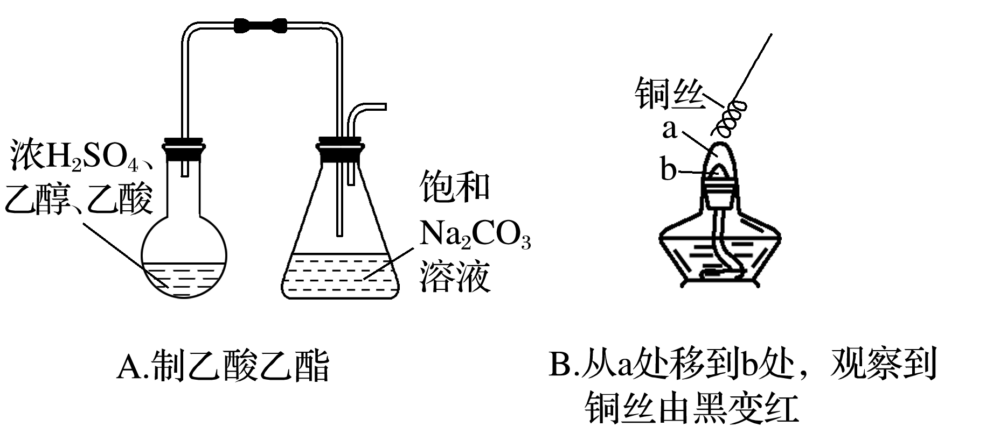 浓H₂SO₄、
乙醇、乙酸
饱和
Na₂CO₃
溶液
A.制乙酸乙酯
铜丝
a
b
B.从a处移到b处，观察到
铜丝由黑变红